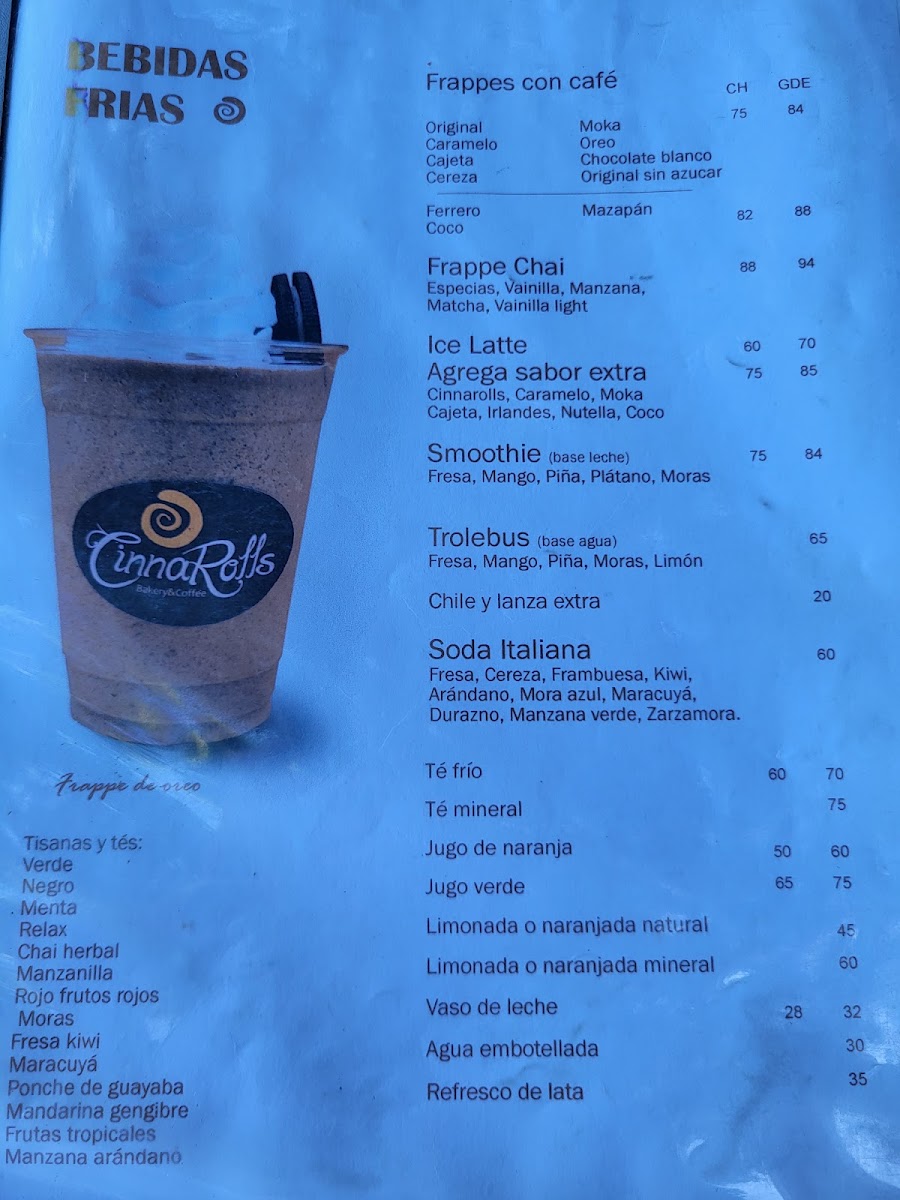 BEBIDAS
FRIAS
CinnaRolls
Bakery&Coffee
Frappe de oreo
Tisanas y tés:
Verde
Negro
Menta
Relax
Chai herbal
Manzanilla
Rojo frutos rojos
Moras
Fresa kiwi
Maracuyá
Ponche de guayaba
Mandarina gengibre
Frutas tropicales
Manzana arándano
Frappes con café CH GDE
75 84
Original Moka
Caramelo Oreo
Cajeta Chocolate blanco
Cereza Original sin azucar
Ferrero Mazapán 82 88
Coco
Frappe Chai 88 94
Especias, Vainilla, Manzana,
Matcha, Vainilla light
Ice Latte 60 70
Agrega sabor extra 75 85
Cinnarolls, Caramelo, Moka
Cajeta, Irlandes, Nutella, Coco
Smoothie (base leche) 75 84
Fresa, Mango, Piña, Plátano, Moras
Trolebus (base agua) 65
Fresa, Mango, Piña, Moras, Limón
Chile y lanza extra 20
Soda Italiana 60
Fresa, Cereza, Frambuesa, Kiwi,
Arándano, Mora azul, Maracuyá,
Durazno, Manzana verde, Zarzamora.
Té frío 60 70
Té mineral 75
Jugo de naranja 50 60
Jugo verde 65 75
Limonada o naranjada natural 45
Limonada o naranjada mineral 60
Vaso de leche 28 32
Agua embotellada 30
Refresco de lata 35